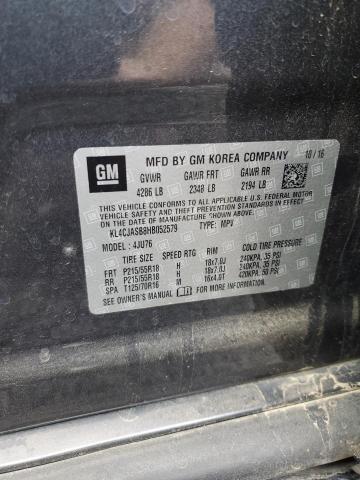 GM
MFD BY GM KOREA COMPANY 10/16
GVWR GAWR FRT GAWR RR
4286 LB 2348 LB 2194 LB
THIS VEHICLE CONFORMS TO ALL APPLICABLE U.S. FEDERAL MOTOR
VEHICLE SAFETY, BUMPER, AND THEFT PREVENTION STANDARDS IN EFFECT
ON THE DATE OF MANUFACTURE SHOWN ABOVE.
KL4CJASB8HB052579 TYPE: MPV
MODEL: 4JU76
TIRE SIZE SPEED RTG RIM COLD TIRE PRESSURE
FRT P215/55R18 H 18x7.0J 240KPA, 35 PSI
RR P215/55R18 H 18x7.0J 240KPA, 35 PSI
SPA T125/70R16 M 16x4.0T 420KPA, 60 PSI
SEE OWNER'S MANUAL FOR ADDITIONAL INFORMATION.